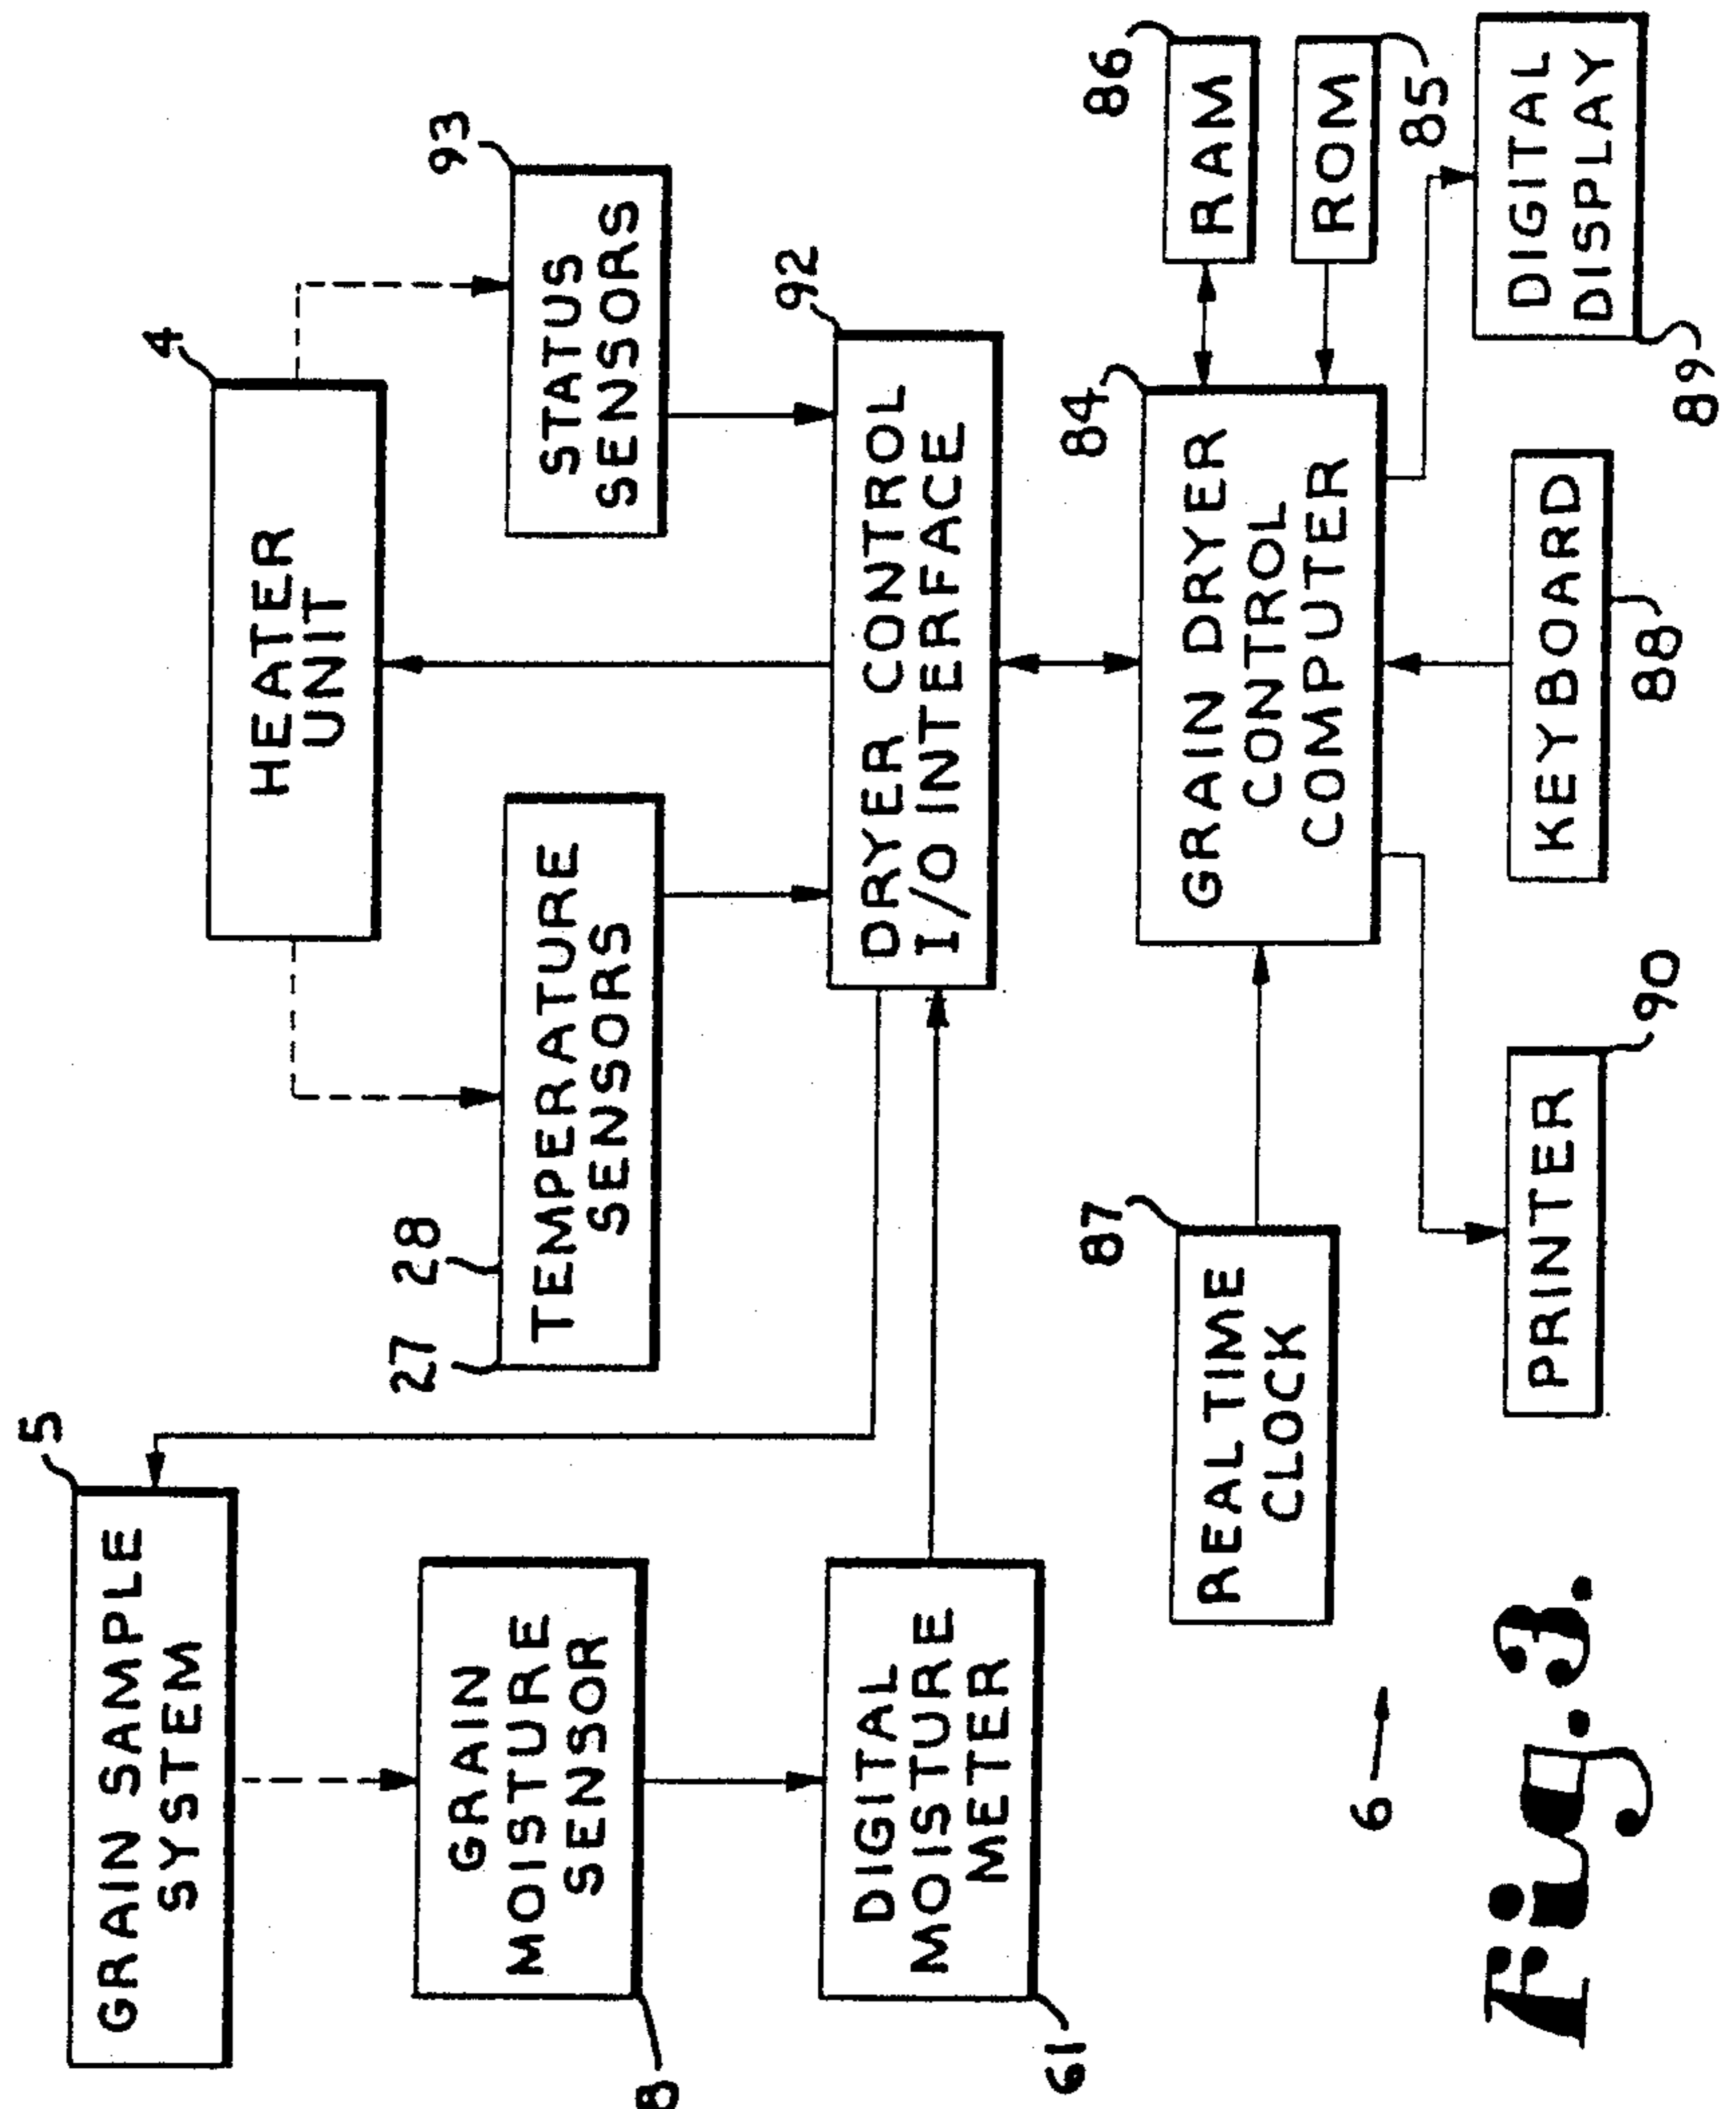 5
GRAIN SAMPLE
SYSTEM
4
HEATER
UNIT
27
28
TEMPERATURE
SENSORS
93
STATUS
SENSORS
8
GRAIN
MOISTURE
SENSOR
61
DIGITAL
MOISTURE
METER
92
DRYER CONTROL
I/O INTERFACE
87
REAL TIME
CLOCK
84
GRAIN DRYER
CONTROL
COMPUTER
86
RAM
ROM
85
PRINTER
90
KEYBOARD
88
DIGITAL
DISPLAY
89
6
Fig. 3.